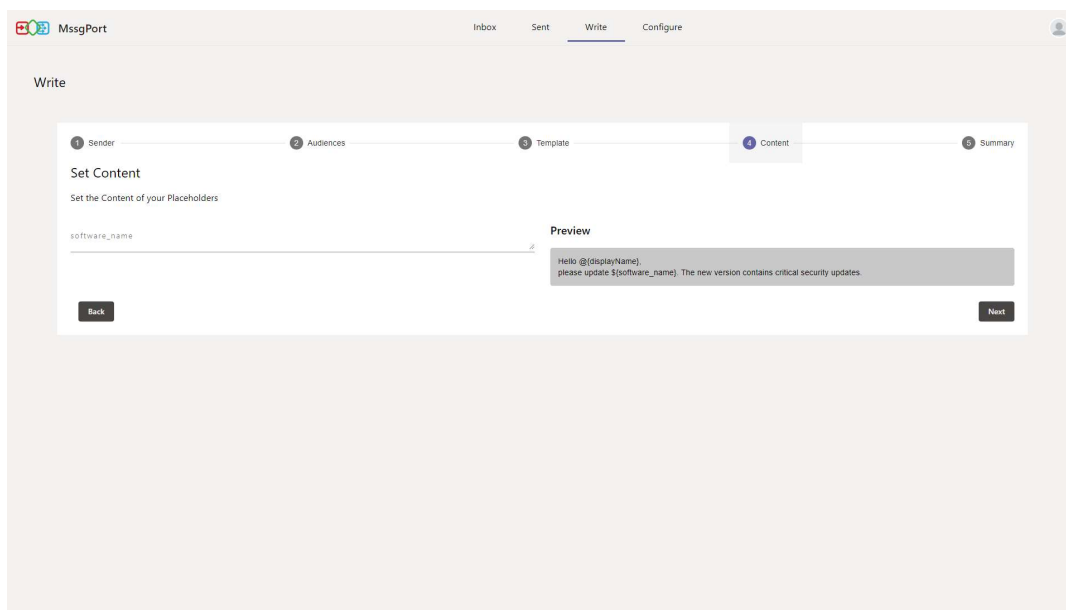 MssgPort
Inbox Sent Write Configure
Write
1 Sender 2 Audiences 3 Template 4 Content 5 Summary
Set Content
Set the Content of your Placeholders
software_name
Preview
Hello @{displayName},
please update ${software_name}. The new version contains critical security updates.
Back Next